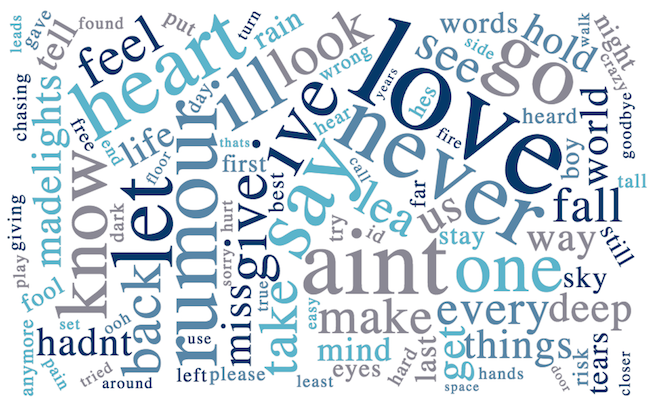 leads
gave
tell
found
put
turn
rain
wrong
years
words
side
hold
walk
night
crazy
feel
heart
ill
look
love
see
go
hes
chasing
lights
free
end
life
day
thats
hear
ive
never
fire
heard
boy
world
goodbye
made
know
floor
rumour
first
best
say
call
lea
far
us
fall
tall
still
giving
play
dark
let
hurt
sorry
give
miss
true
try
id
aint
stay
way
one
sky
fool
set
ooh
hadnt
back
use
take
easy
make
every
deep
anymore
pain
tried
around
left
please
least
mind
eyes
hard
last
get
space
things
hands
door
risk
tears
closer